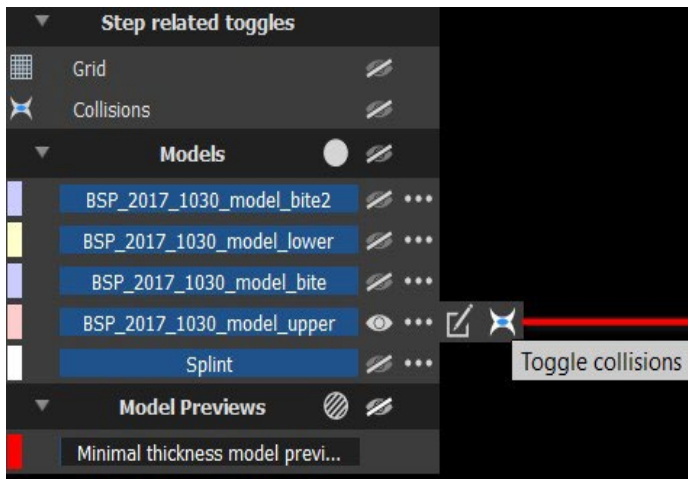 Step related toggles
Grid
Collisions
Models
BSP_2017_1030_model_bite2
BSP_2017_1030_model_lower
BSP_2017_1030_model_bite
BSP_2017_1030_model_upper
Toggle collisions
Splint
Model Previews
Minimal thickness model previ...